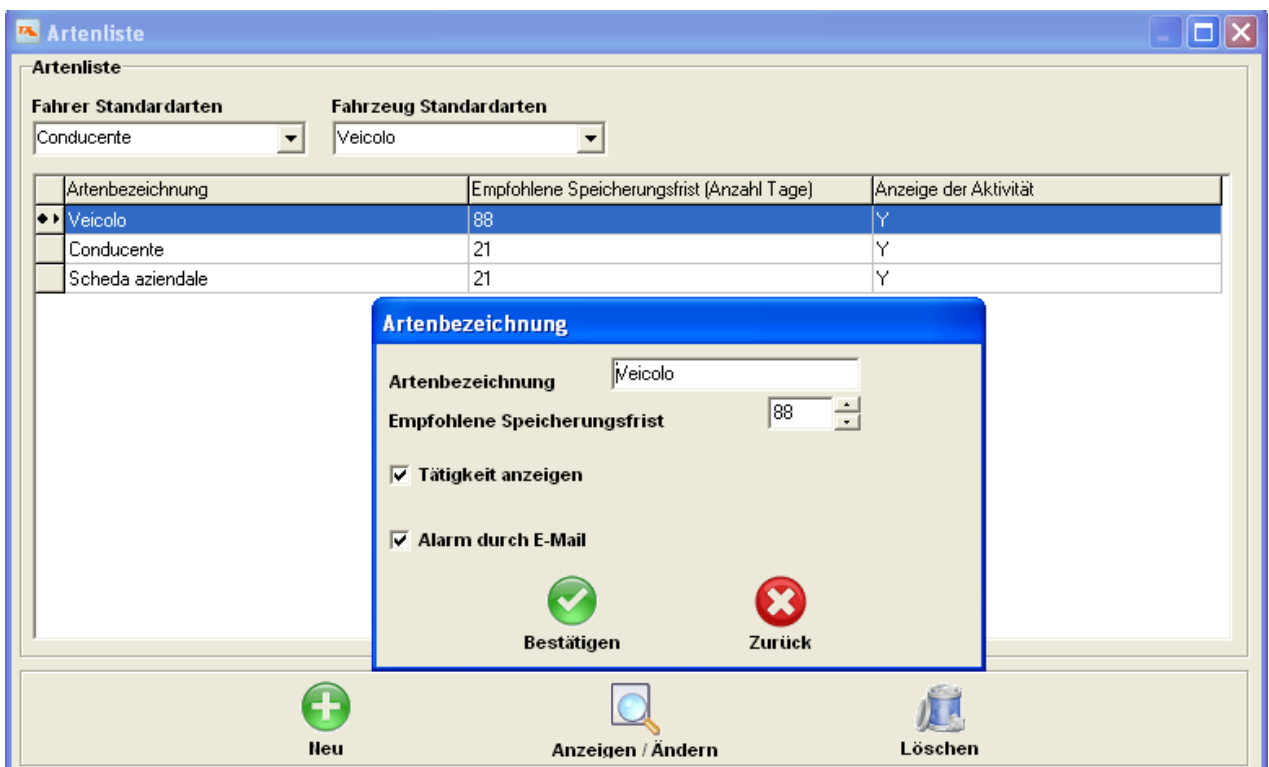 Artenliste
Artenliste
Fahrer Standardarten Fahrzeug Standardarten
Conducente Veicolo
Artenbezeichnung Empfohlene Speicherungsfrist (Anzahl Tage) Anzeige der Aktivität
Veicolo 88 Y
Conducente 21 Y
Scheda aziendale 21 Y
Artenbezeichnung
Artenbezeichnung Veicolo
Empfohlene Speicherungsfrist 88
Tätigkeit anzeigen
Alarm durch E-Mail
Bestätigen Zurück
Neu Anzeigen / Ändern Löschen